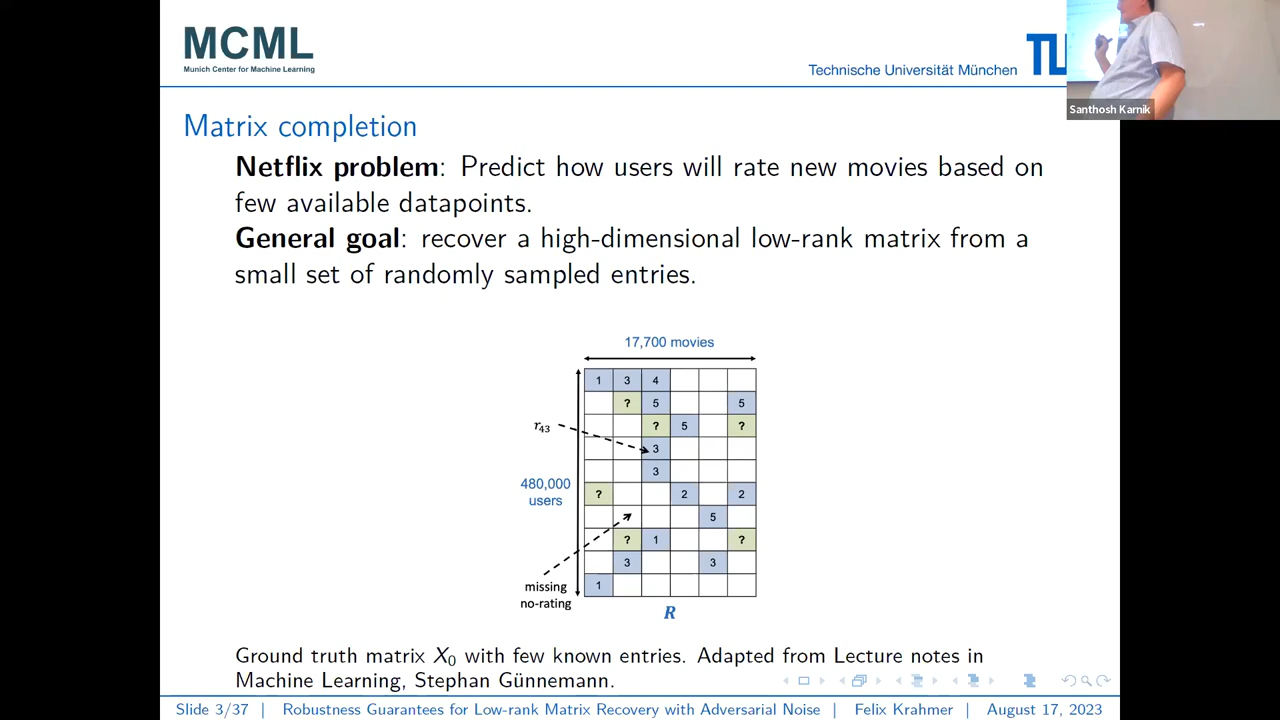 MCML
Munich Center for Machine Learning
Technische Universität München
TU
Santhosh Karnik
Matrix completion
Netflix problem: Predict how users will rate new movies based on
few available datapoints.
General goal: recover a high-dimensional low-rank matrix from a
small set of randomly sampled entries.
17,700 movies
1 3 4
? 5 5
? 5 ?
r₄₃
3
3
480,000
users
? 2 2
5
? 1 ?
3 3
missing
no-rating
1
R
Ground truth matrix X₀ with few known entries. Adapted from Lecture notes in
Machine Learning, Stephan Günnemann.
Slide 3/37 | Robustness Guarantees for Low-rank Matrix Recovery with Adversarial Noise | Felix Krahmer | August 17, 2023